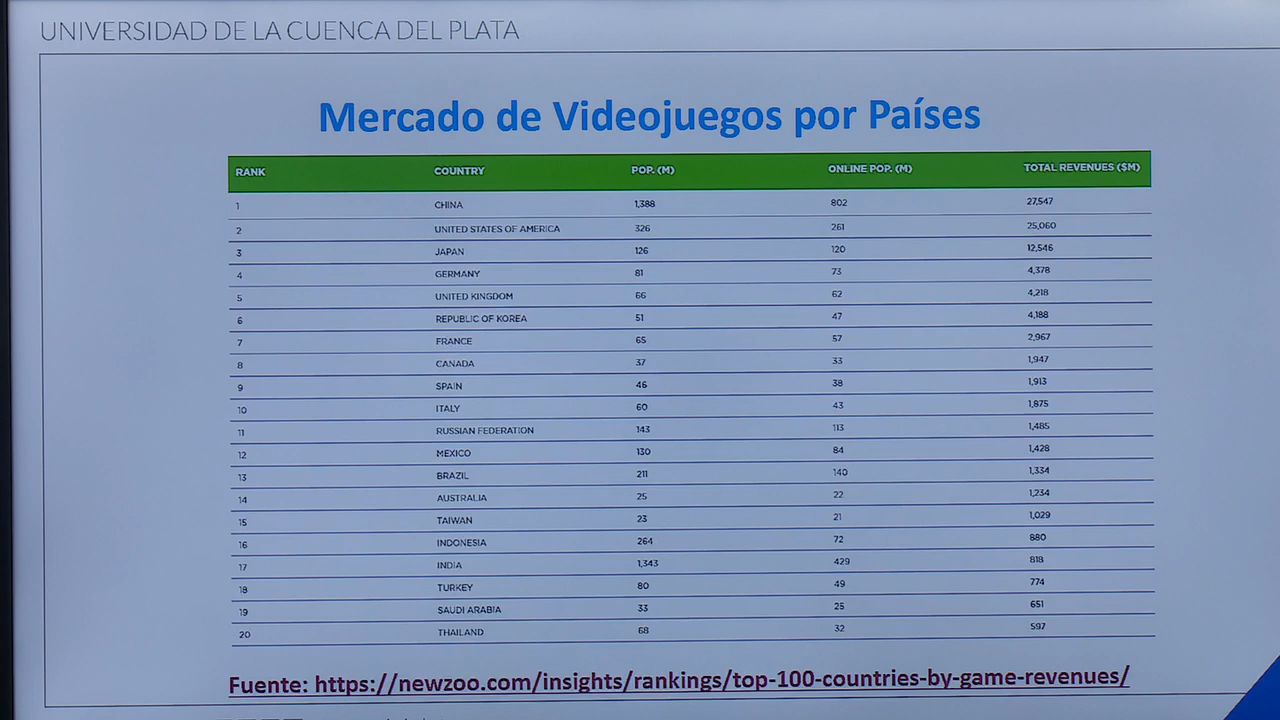 UNIVERSIDAD DE LA CUENCA DEL PLATA
Mercado de Videojuegos por Países
RANK COUNTRY POP. (M) ONLINE POP. (M) TOTAL REVENUES ($M)
1 CHINA 1,388 802 27,547
2 UNITED STATES OF AMERICA 326 261 25,060
3 JAPAN 126 120 12,546
4 GERMANY 81 73 4,378
5 UNITED KINGDOM 66 62 4,218
6 REPUBLIC OF KOREA 51 47 4,188
7 FRANCE 65 57 2,967
8 CANADA 37 33 1,947
9 SPAIN 46 38 1,913
10 ITALY 60 43 1,875
11 RUSSIAN FEDERATION 143 113 1,485
12 MEXICO 130 84 1,428
13 BRAZIL 211 140 1,334
14 AUSTRALIA 25 22 1,234
15 TAIWAN 23 21 1,029
16 INDONESIA 264 72 880
17 INDIA 1,343 429 818
18 TURKEY 80 49 774
19 SAUDI ARABIA 33 25 651
20 THAILAND 68 32 597
Fuente: https://newzoo.com/insights/rankings/top-100-countries-by-game-revenues/